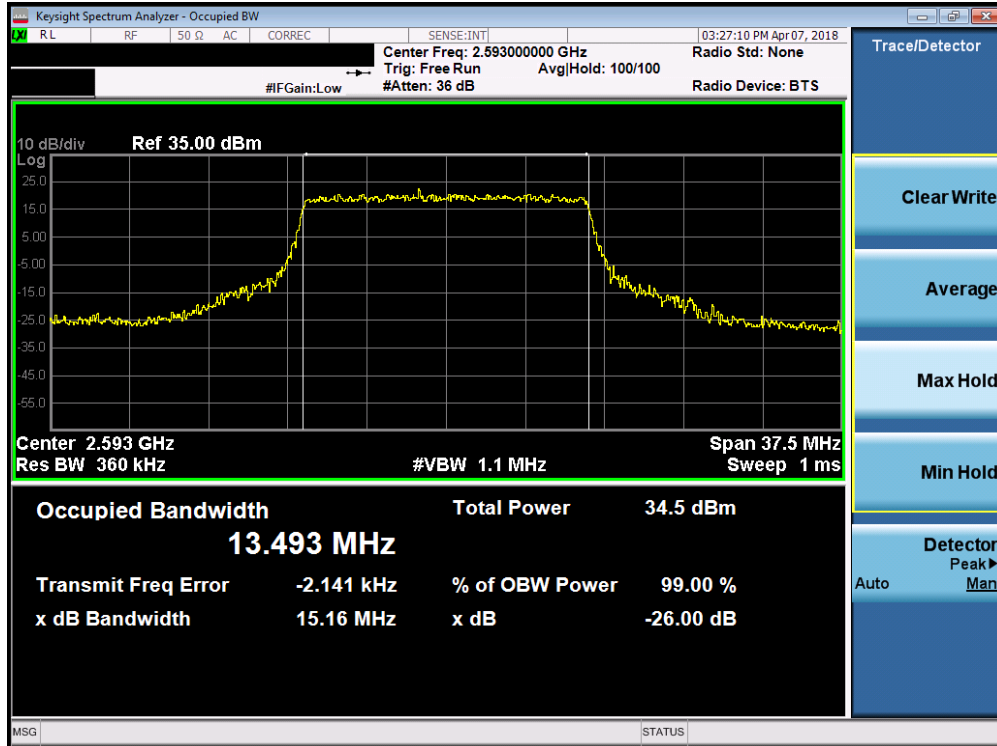 Keysight Spectrum Analyzer - Occupied BW
LXI RL RF 50 Ω AC CORREC SENSE:INT 03:27:10 PM Apr 07, 2018
Center Freq: 2.593000000 GHz Radio Std: None
Trig: Free Run Avg|Hold: 100/100
#IFGain:Low #Atten: 36 dB Radio Device: BTS
Trace/Detector
10 dB/div Ref 35.00 dBm
Log
25.0
15.0
5.00
-5.00
-15.0
-25.0
-35.0
-45.0
-55.0
Center 2.593 GHz Span 37.5 MHz
Res BW 360 kHz #VBW 1.1 MHz Sweep 1 ms
Occupied Bandwidth Total Power 34.5 dBm
13.493 MHz
Transmit Freq Error -2.141 kHz % of OBW Power 99.00 %
x dB Bandwidth 15.16 MHz x dB -26.00 dB
Clear Write
Average
Max Hold
Min Hold
Detector
Peak▶
Auto Man
MSG STATUS